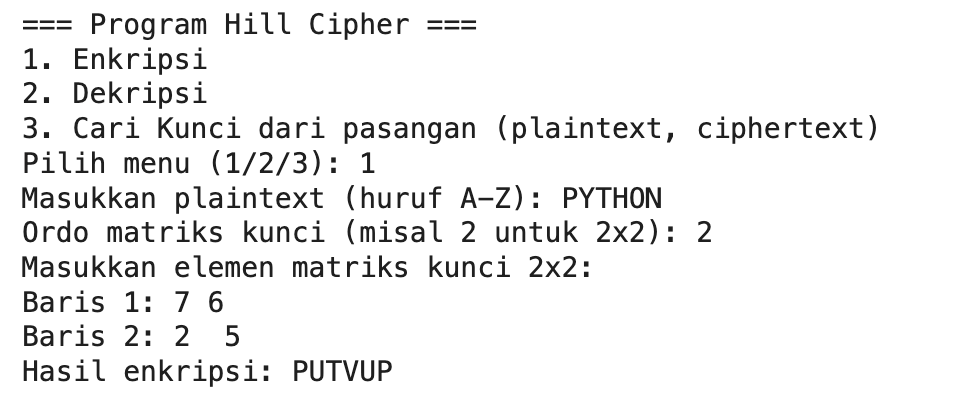 === Program Hill Cipher ===
1. Enkripsi
2. Dekripsi
3. Cari Kunci dari pasangan (plaintext, ciphertext)
Pilih menu (1/2/3): 1
Masukkan plaintext (huruf A-Z): PYTHON
Ordo matriks kunci (misal 2 untuk 2x2): 2
Masukkan elemen matriks kunci 2x2:
Baris 1: 7 6
Baris 2: 2  5
Hasil enkripsi: PUTVUP